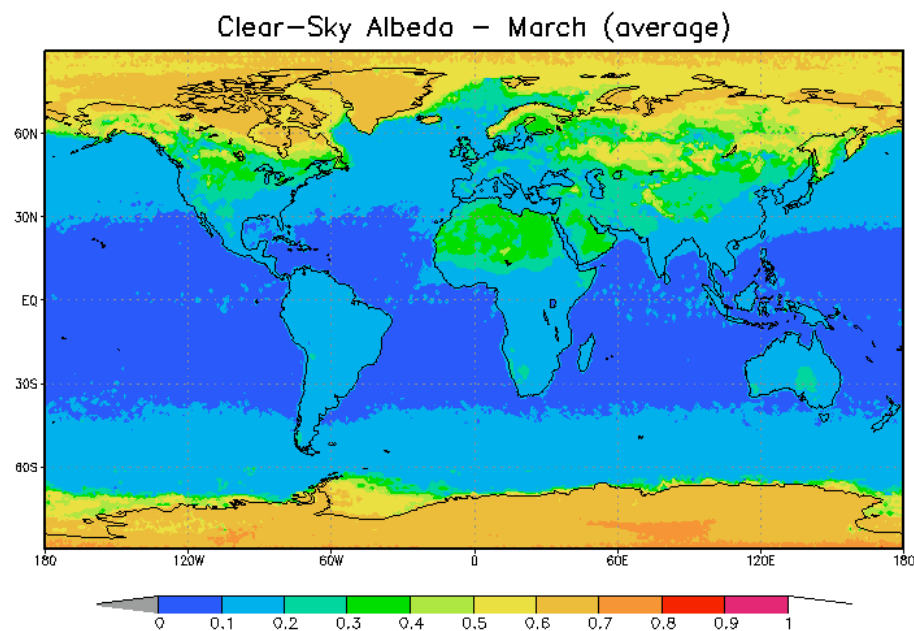 Clear-Sky Albedo - March (average)
60N
30N
EQ
30S
60S
180 120W 60W 0 60E 120E 180
0 0.1 0.2 0.3 0.4 0.5 0.6 0.7 0.8 0.9 1